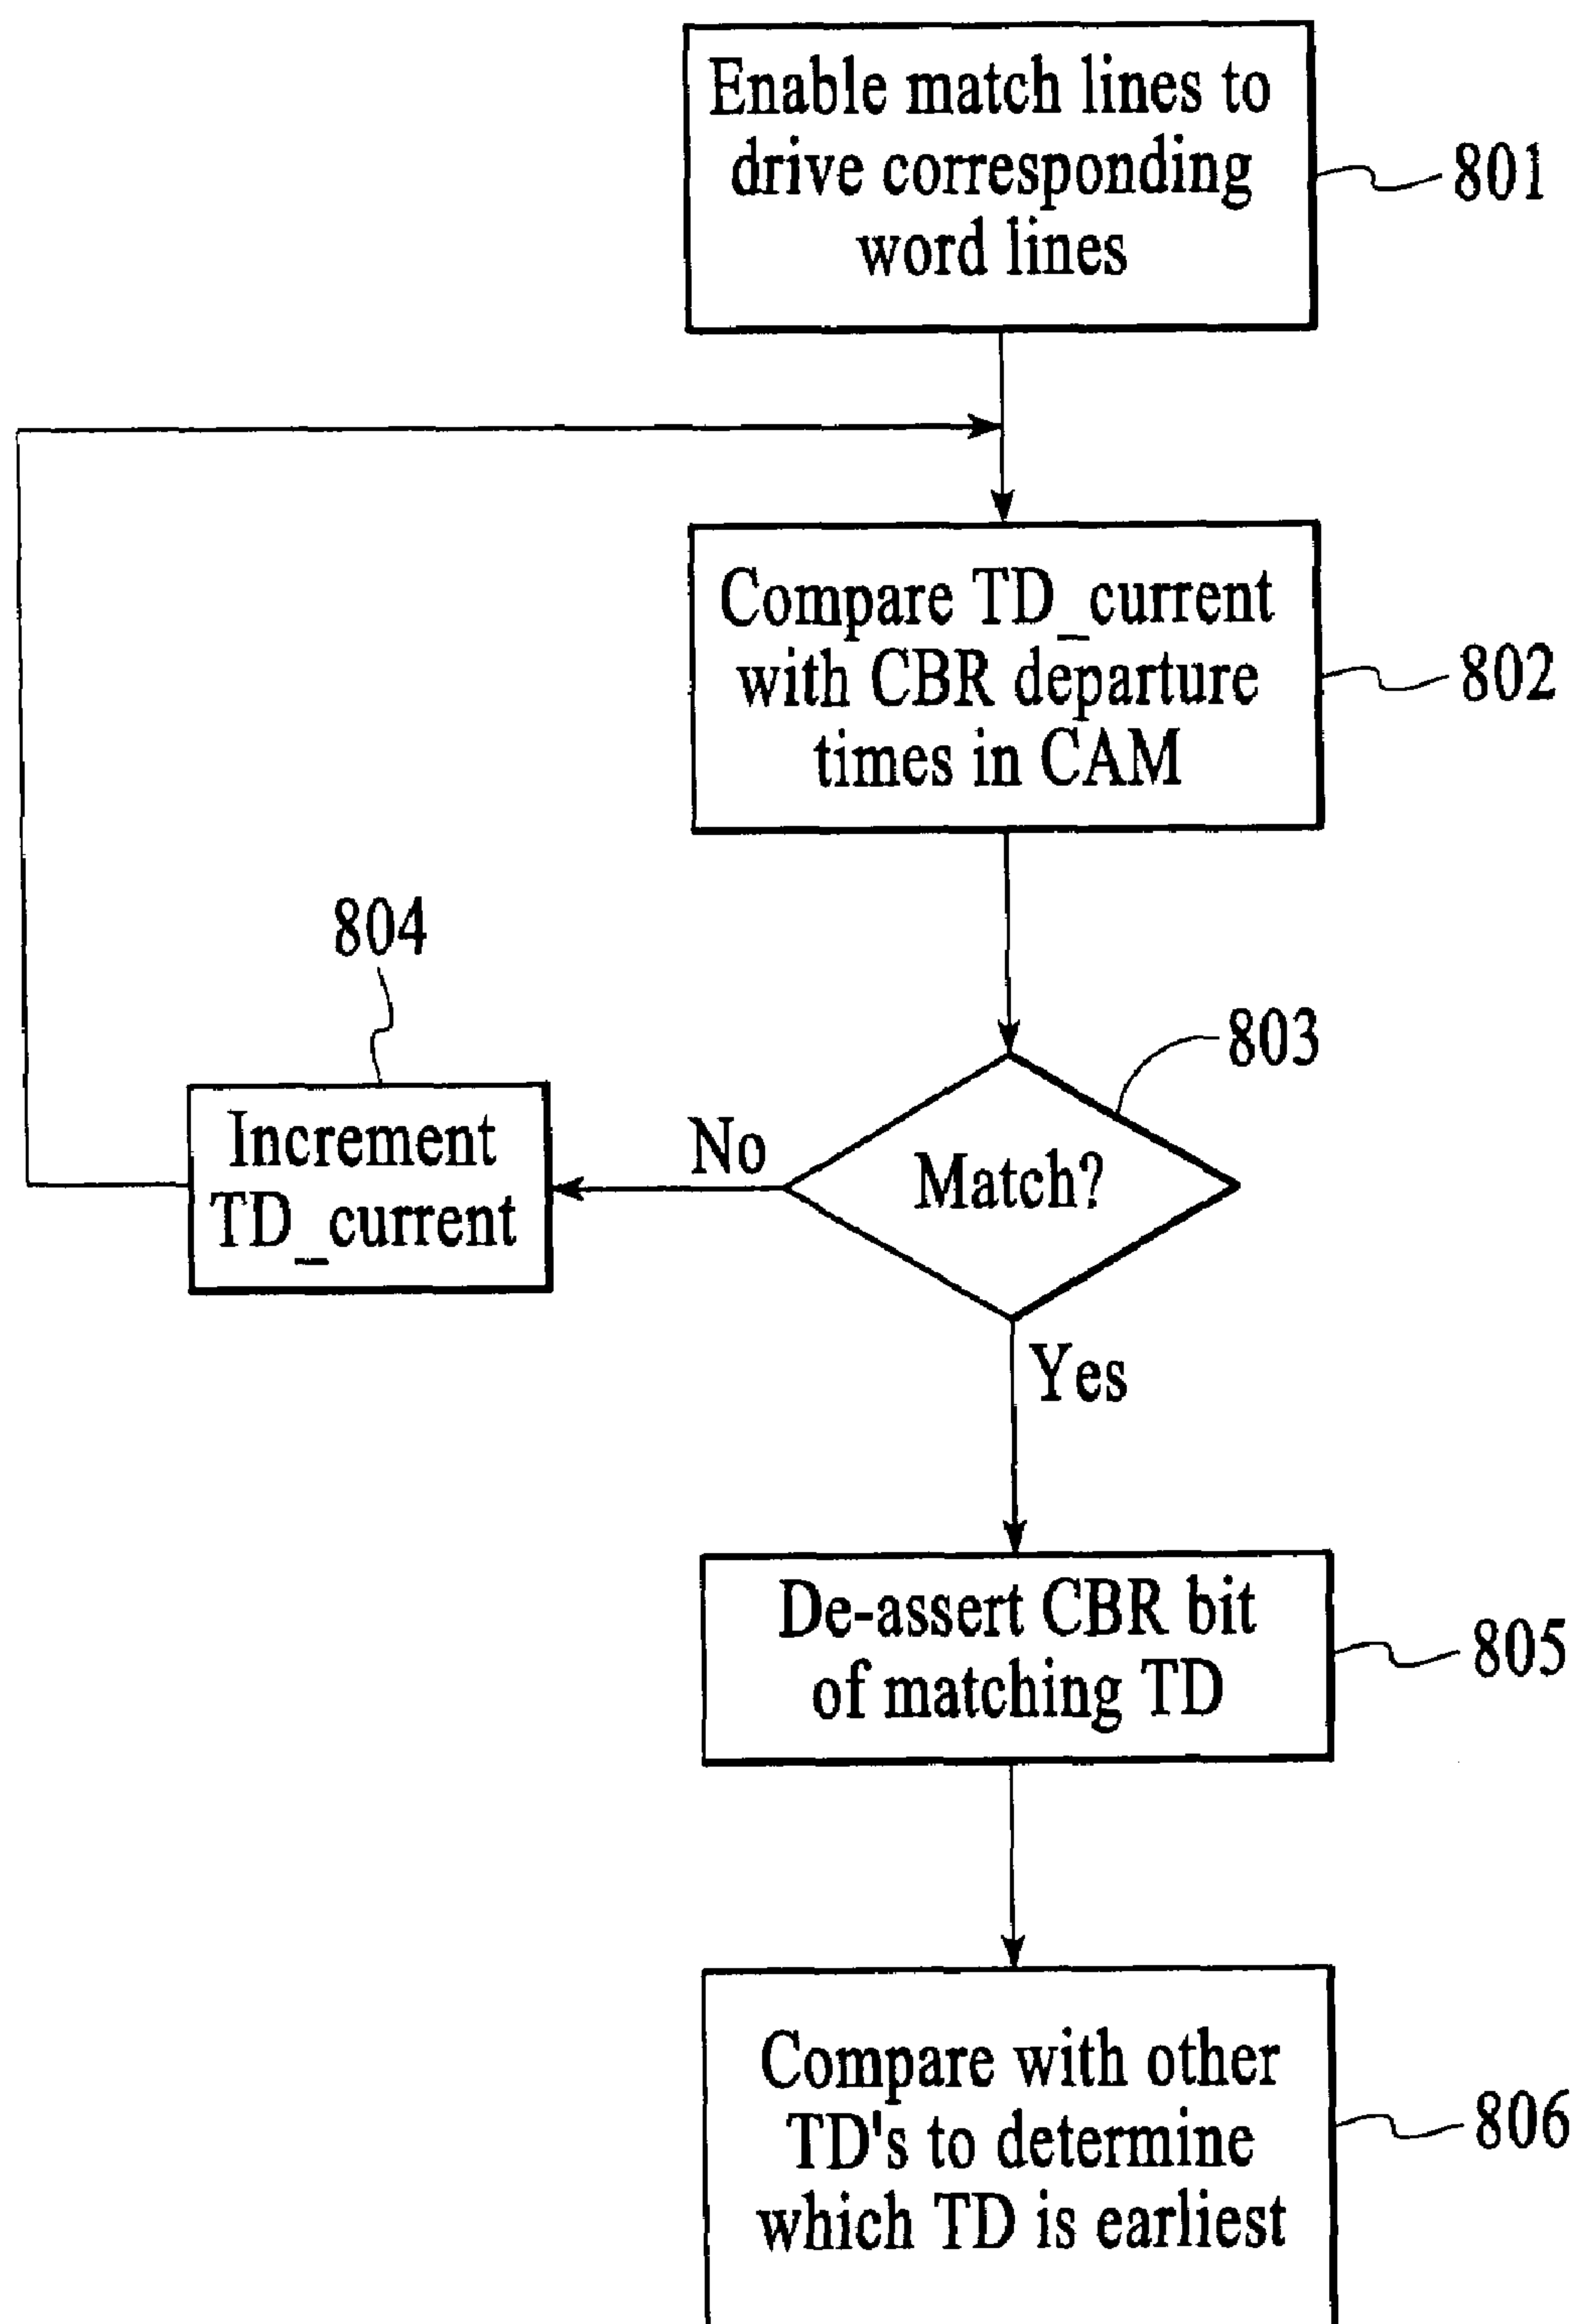 Enable match lines to
drive corresponding
word lines
801
Compare TD_current
with CBR departure
times in CAM
802
804
803
Increment
TD_current
No
Match?
Yes
De-assert CBR bit
of matching TD
805
Compare with other
TD's to determine
which TD is earliest
806